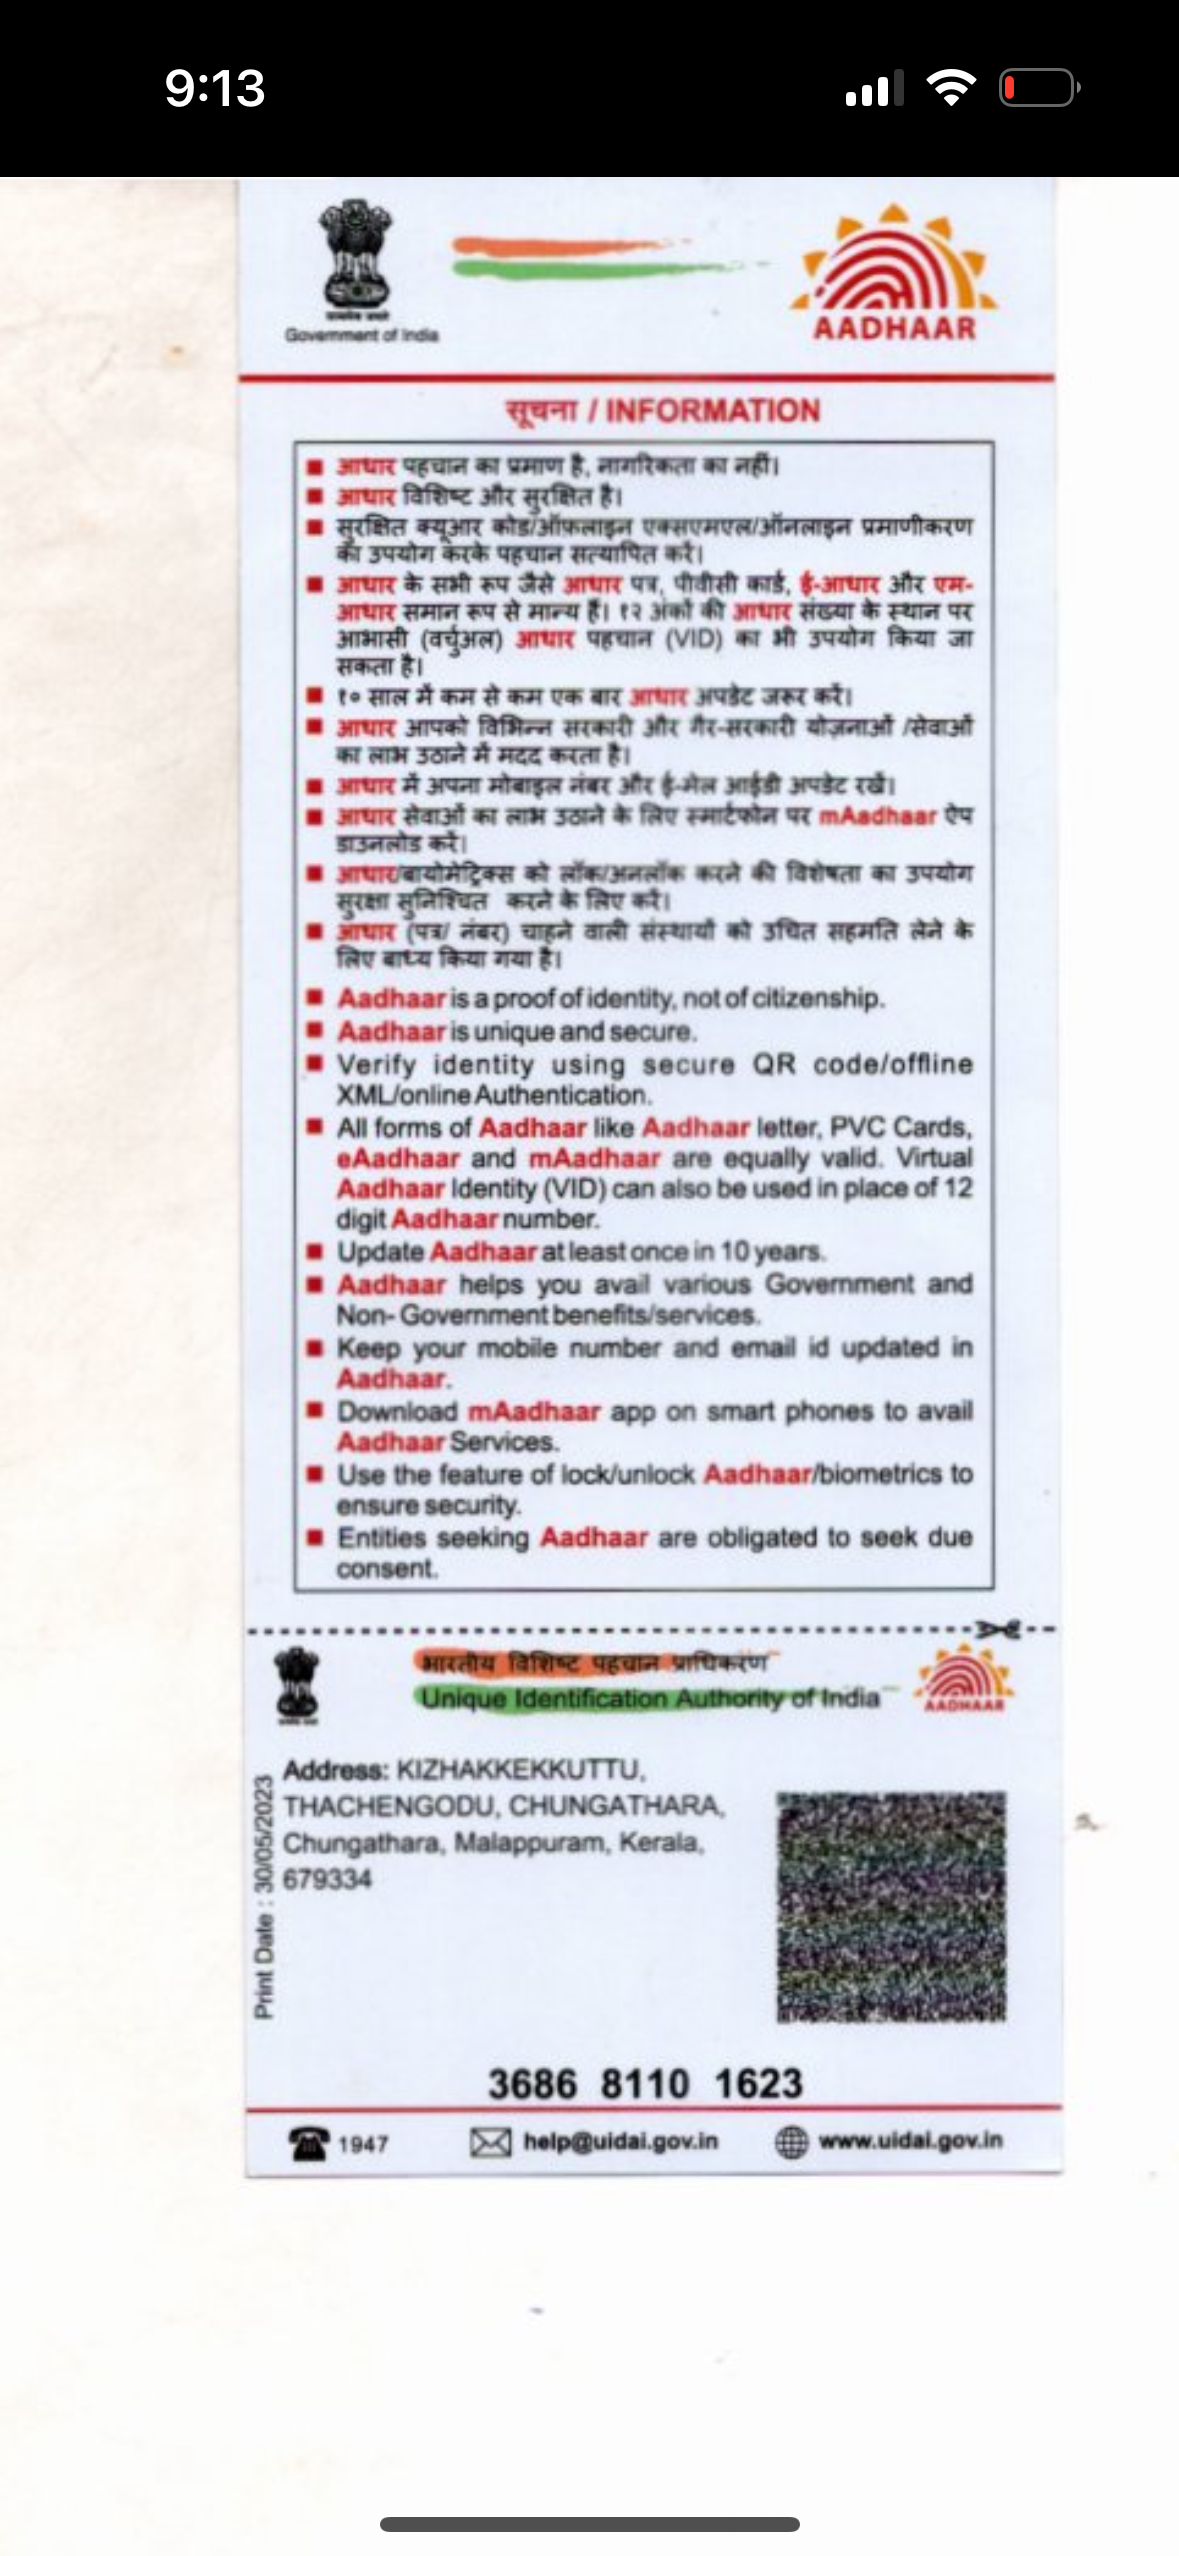 9:13
Government of India
AADHAAR
सूचना / INFORMATION
■ आधार पहचान का प्रमाण है, नागरिकता का नहीं।
■ आधार विशिष्ट और सुरक्षित है।
■ सुरक्षित क्यूआर कोड/ऑफ़लाइन एक्सएमएल/ऑनलाइन प्रमाणीकरण
का उपयोग करके पहचान सत्यापित करें।
■ आधार के सभी रूप जैसे आधार पत्र, पीवीसी कार्ड, ई-आधार और एम-
आधार समान रूप से मान्य हैं। १२ अंकों की आधार संख्या के स्थान पर
आभासी (वर्चुअल) आधार पहचान (VID) का भी उपयोग किया जा
सकता है।
■ १० साल में कम से कम एक बार आधार अपडेट जरूर करें।
■ आधार आपको विभिन्न सरकारी और गैर-सरकारी योजनाओं /सेवाओं
का लाभ उठाने में मदद करता है।
■ आधार में अपना मोबाइल नंबर और ई-मेल आईडी अपडेट रखें।
■ आधार सेवाओं का लाभ उठाने के लिए स्मार्टफोन पर mAadhaar ऐप
डाउनलोड करें।
■ आधार/बायोमेट्रिक्स को लॉक/अनलॉक करने की विशेषता का उपयोग
सुरक्षा सुनिश्चित करने के लिए करें।
■ आधार (पत्र/ नंबर) चाहने वाली संस्थायों को उचित सहमति लेने के
लिए बाध्य किया गया है।
■ Aadhaar is a proof of identity, not of citizenship.
■ Aadhaar is unique and secure.
■ Verify identity using secure QR code/offline
XML/online Authentication.
■ All forms of Aadhaar like Aadhaar letter, PVC Cards,
eAadhaar and mAadhaar are equally valid. Virtual
Aadhaar Identity (VID) can also be used in place of 12
digit Aadhaar number.
■ Update Aadhaar at least once in 10 years.
■ Aadhaar helps you avail various Government and
Non- Government benefits/services.
■ Keep your mobile number and email id updated in
Aadhaar.
■ Download mAadhaar app on smart phones to avail
Aadhaar Services.
■ Use the feature of lock/unlock Aadhaar/biometrics to
ensure security.
■ Entities seeking Aadhaar are obligated to seek due
consent.
भारतीय विशिष्ट पहचान प्राधिकरण
Unique Identification Authority of India
AADHAAR
Print Date : 30/05/2023
Address: KIZHAKKEKKUTTU,
THACHENGODU, CHUNGATHARA,
Chungathara, Malappuram, Kerala,
679334
3686 8110 1623
1947 help@uidai.gov.in www.uidai.gov.in